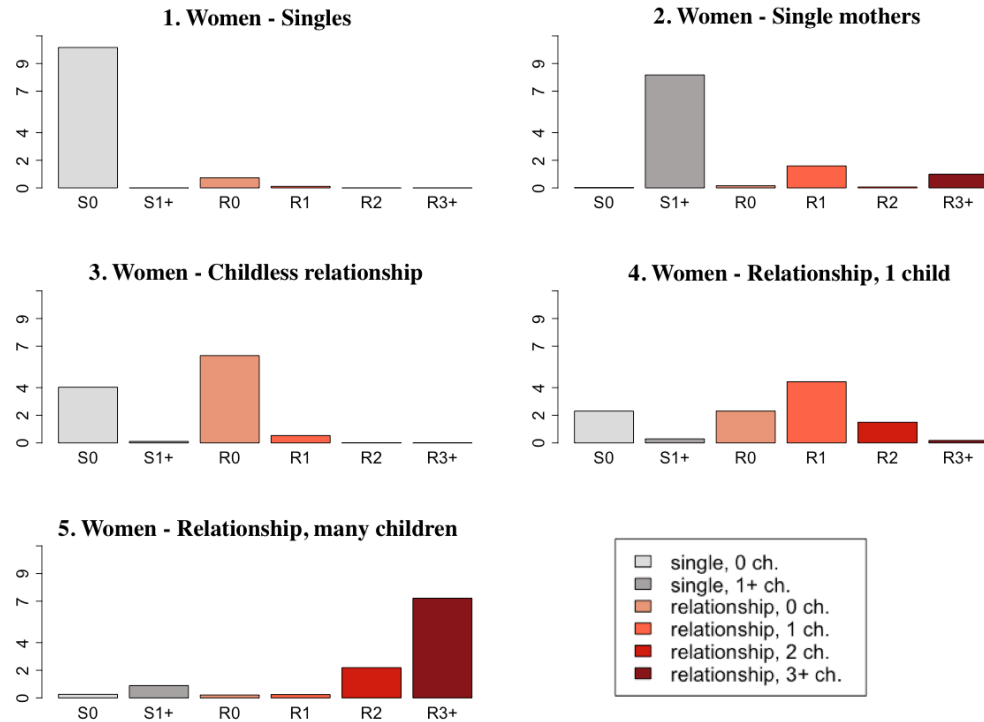 1. Women - Singles
9
7
4
2
0
S0 S1+ R0 R1 R2 R3+
2. Women - Single mothers
9
7
4
2
0
S0 S1+ R0 R1 R2 R3+
3. Women - Childless relationship
9
7
4
2
0
S0 S1+ R0 R1 R2 R3+
4. Women - Relationship, 1 child
9
7
4
2
0
S0 S1+ R0 R1 R2 R3+
5. Women - Relationship, many children
9
7
4
2
0
S0 S1+ R0 R1 R2 R3+
single, 0 ch.
single, 1+ ch.
relationship, 0 ch.
relationship, 1 ch.
relationship, 2 ch.
relationship, 3+ ch.